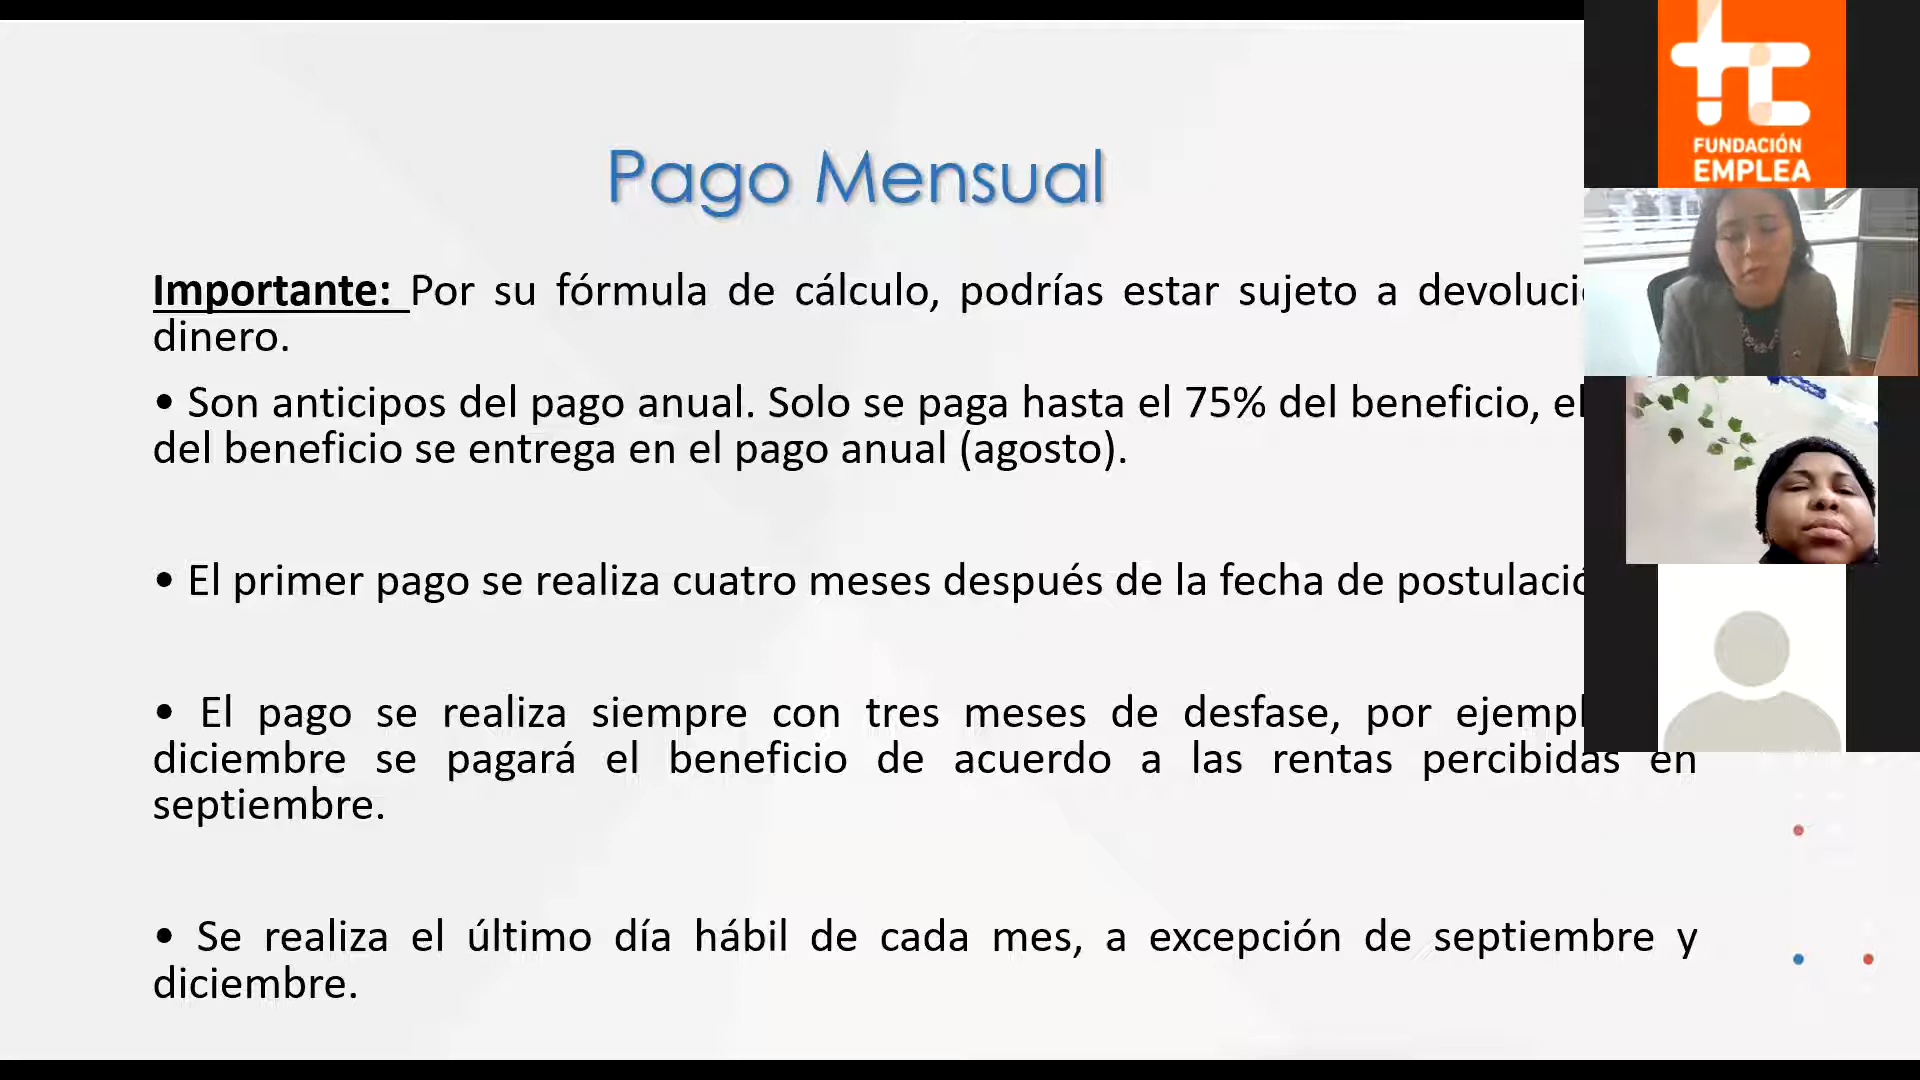 Pago Mensual
Importante: Por su fórmula de cálculo, podrías estar sujeto a
dinero.
• Son anticipos del pago anual. Solo se paga hasta el 75% del beneficio, el
del beneficio se entrega en el pago anual (agosto).
• El primer pago se realiza cuatro meses después de la fecha de
• El pago se realiza siempre con tres meses de desfase, por
diciembre se pagará el beneficio de acuerdo a las rentas percibidas en
septiembre.
• Se realiza el último día hábil de cada mes, a excepción de septiembre y
diciembre.
FUNDACIÓN
EMPLEA